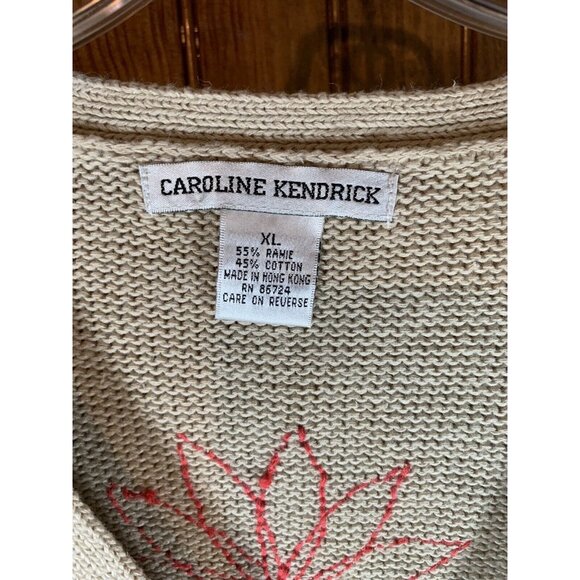 CAROLINE KENDRICK
XL
55% RAMIE
45% COTTON
MADE IN HONG KONG
RN 86724
CARE ON REVERSE